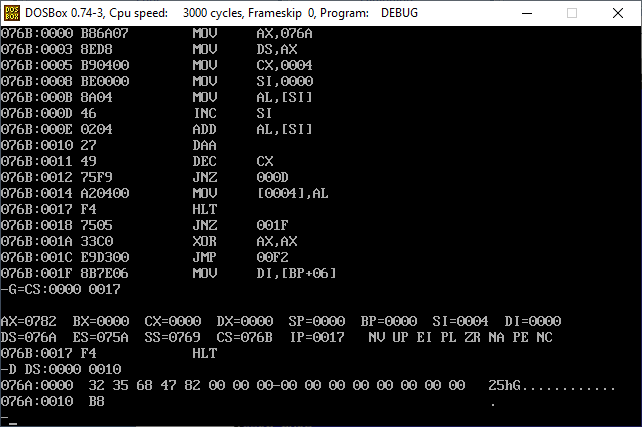 DOSBox 0.74-3, Cpu speed:    3000 cycles, Frameskip  0, Program:    DEBUG
076B:0000 B86A07        MOV     AX,076A
076B:0003 8ED8          MOV     DS,AX
076B:0005 B90400        MOV     CX,0004
076B:0008 BE0000        MOV     SI,0000
076B:000B 8A04          MOV     AL,[SI]
076B:000D 46            INC     SI
076B:000E 0204          ADD     AL,[SI]
076B:0010 27            DAA
076B:0011 49            DEC     CX
076B:0012 75F9          JNZ     000D
076B:0014 A20400        MOV     [0004],AL
076B:0017 F4            HLT
076B:0018 7505          JNZ     001F
076B:001A 33C0          XOR     AX,AX
076B:001C E9D300        JMP     00F2
076B:001F 8B7E06        MOV     DI,[BP+06]
-G=CS:0000 0017
AX=0782  BX=0000  CX=0000  DX=0000  SP=0000  BP=0000  SI=0004  DI=0000
DS=076A  ES=075A  SS=0769  CS=076B  IP=0017   NV UP EI PL ZR NA PE NC
076B:0017 F4            HLT
-D DS:0000 0010
076A:0000  32 35 68 47 82 00 00 00-00 00 00 00 00 00 00 00   25hG............
076A:0010  B8                                                .
-_